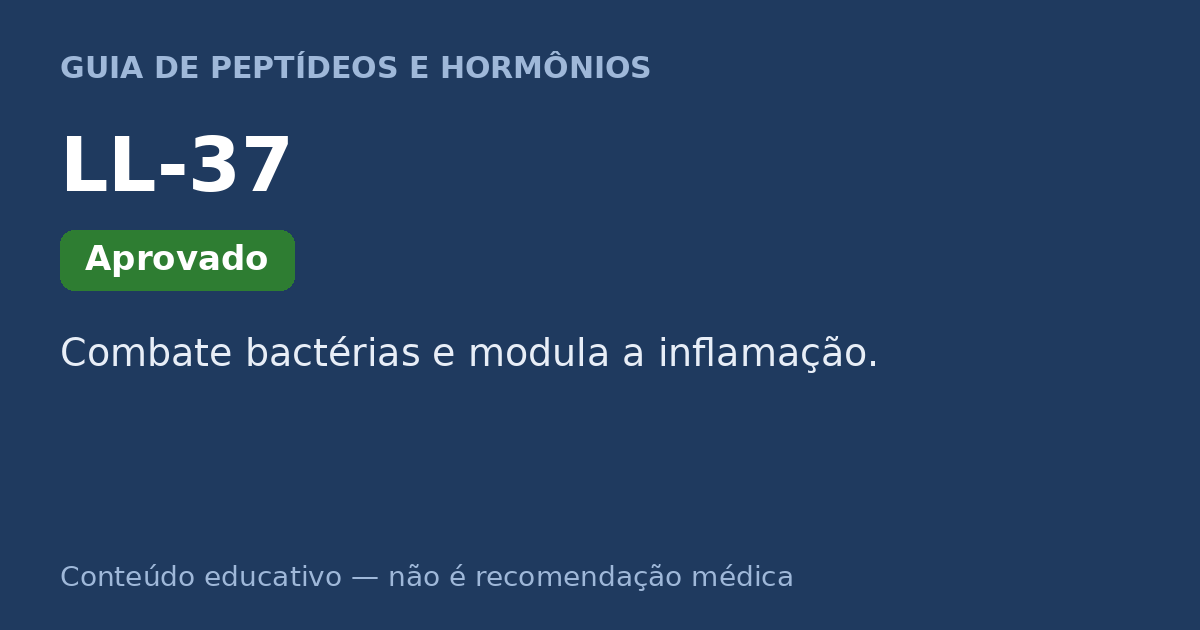 GUIA DE PEPTÍDEOS E HORMÔNIOS
LL-37
Aprovado
Combate bactérias e modula a inflamação.
Conteúdo educativo — não é recomendação médica